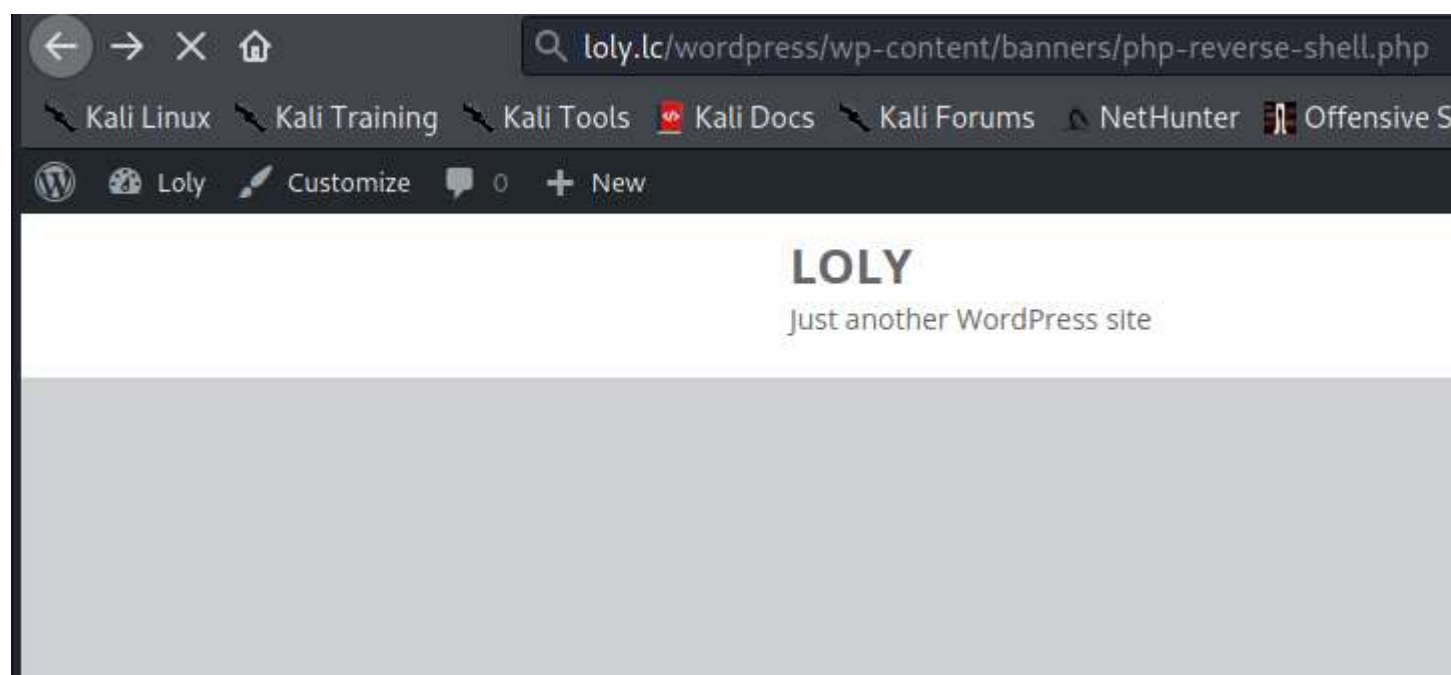 loly.lc/wordpress/wp-content/banners/php-reverse-shell.php
Kali Linux Kali Training Kali Tools Kali Docs Kali Forums NetHunter Offensive S
Loly Customize 0 + New
LOLY
Just another WordPress site